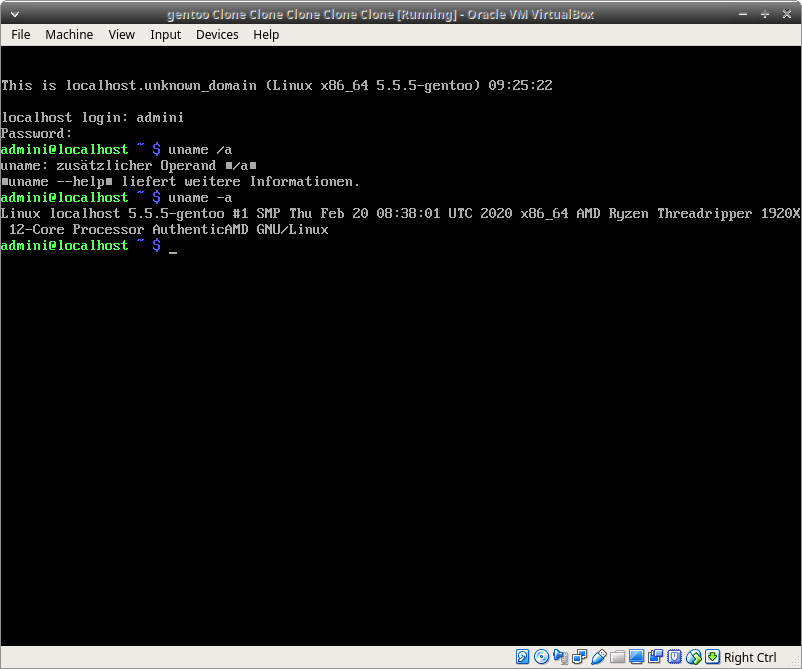 gentoo Clone Clone Clone Clone Clone [Running] - Oracle VM VirtualBox
File Machine View Input Devices Help
This is localhost.unknown_domain (Linux x86_64 5.5.5-gentoo) 09:25:22
localhost login: admini
Password:
admini@localhost ~ $ uname /a
uname: zusätzlicher Operand ■/a■
■uname --help■ liefert weitere Informationen.
admini@localhost ~ $ uname -a
Linux localhost 5.5.5-gentoo #1 SMP Thu Feb 20 08:38:01 UTC 2020 x86_64 AMD Ryzen Threadripper 1920X
12-Core Processor AuthenticAMD GNU/Linux
admini@localhost ~ $ _
Right Ctrl